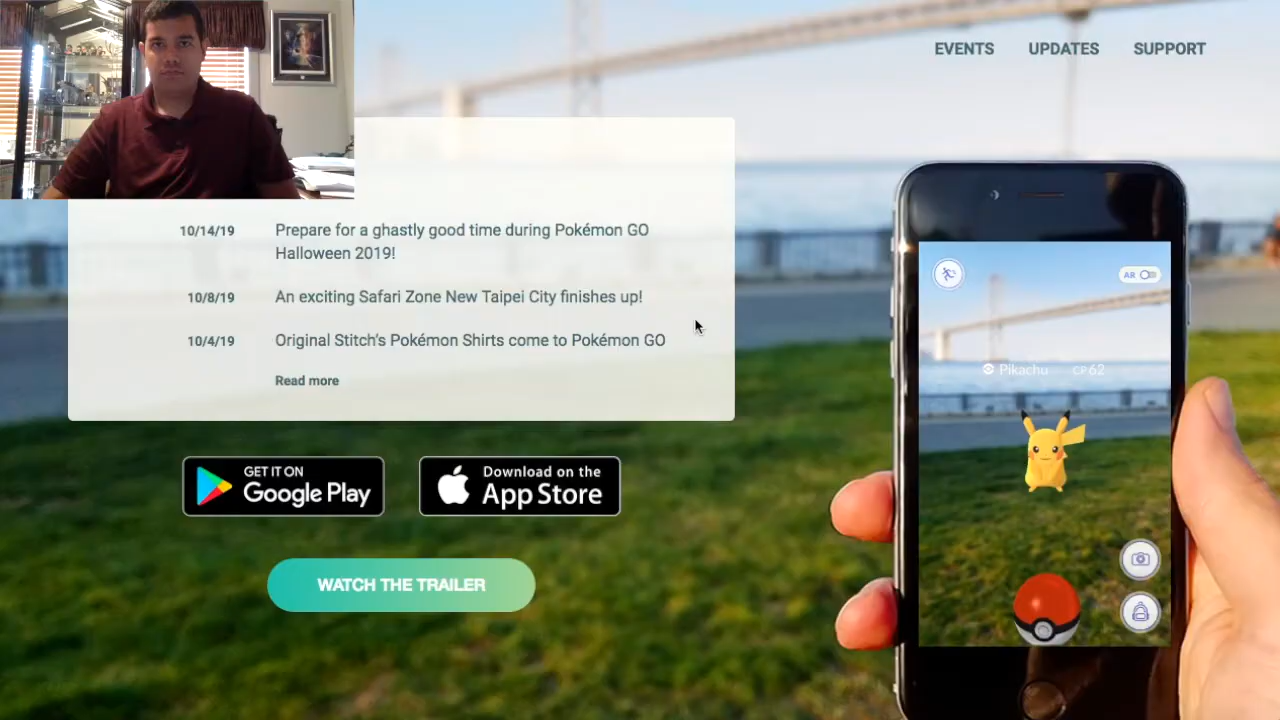 EVENTS UPDATES SUPPORT
10/14/19 Prepare for a ghastly good time during Pokémon GO
Halloween 2019!
10/8/19 An exciting Safari Zone New Taipei City finishes up!
10/4/19 Original Stitch's Pokémon Shirts come to Pokémon GO
Read more
GET IT ON
Google Play
Download on the
App Store
WATCH THE TRAILER
AR
Pikachu CP62